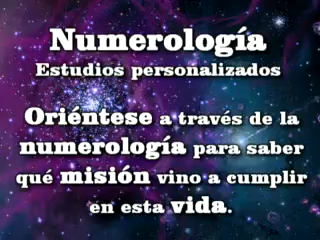 Numerología
Estudios personalizados
Oriéntese a través de la
numerología para saber
qué misión vino a cumplir
en esta vida.